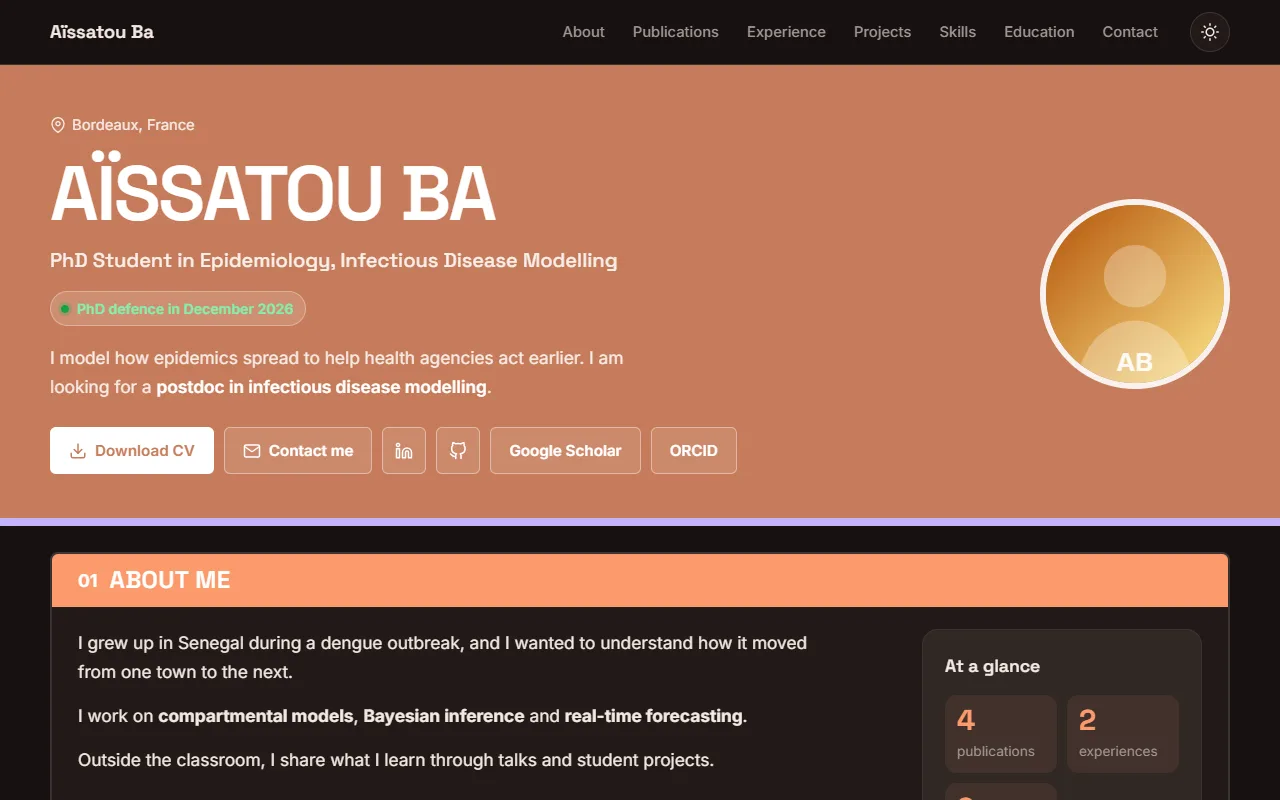 Aïssatou Ba
About
Publications
Experience
Projects
Skills
Education
Contact
Bordeaux, France
AÏSSATOU BA
PhD Student in Epidemiology, Infectious Disease Modelling
PhD defence in December 2026
I model how epidemics spread to help health agencies act earlier. I am
looking for a postdoc in infectious disease modelling.
Download CV
Contact me
Google Scholar
ORCID
AB
01 ABOUT ME
I grew up in Senegal during a dengue outbreak, and I wanted to understand how it moved
from one town to the next.
I work on compartmental models, Bayesian inference and real-time forecasting.
Outside the classroom, I share what I learn through talks and student projects.
At a glance
4
publications
2
experiences